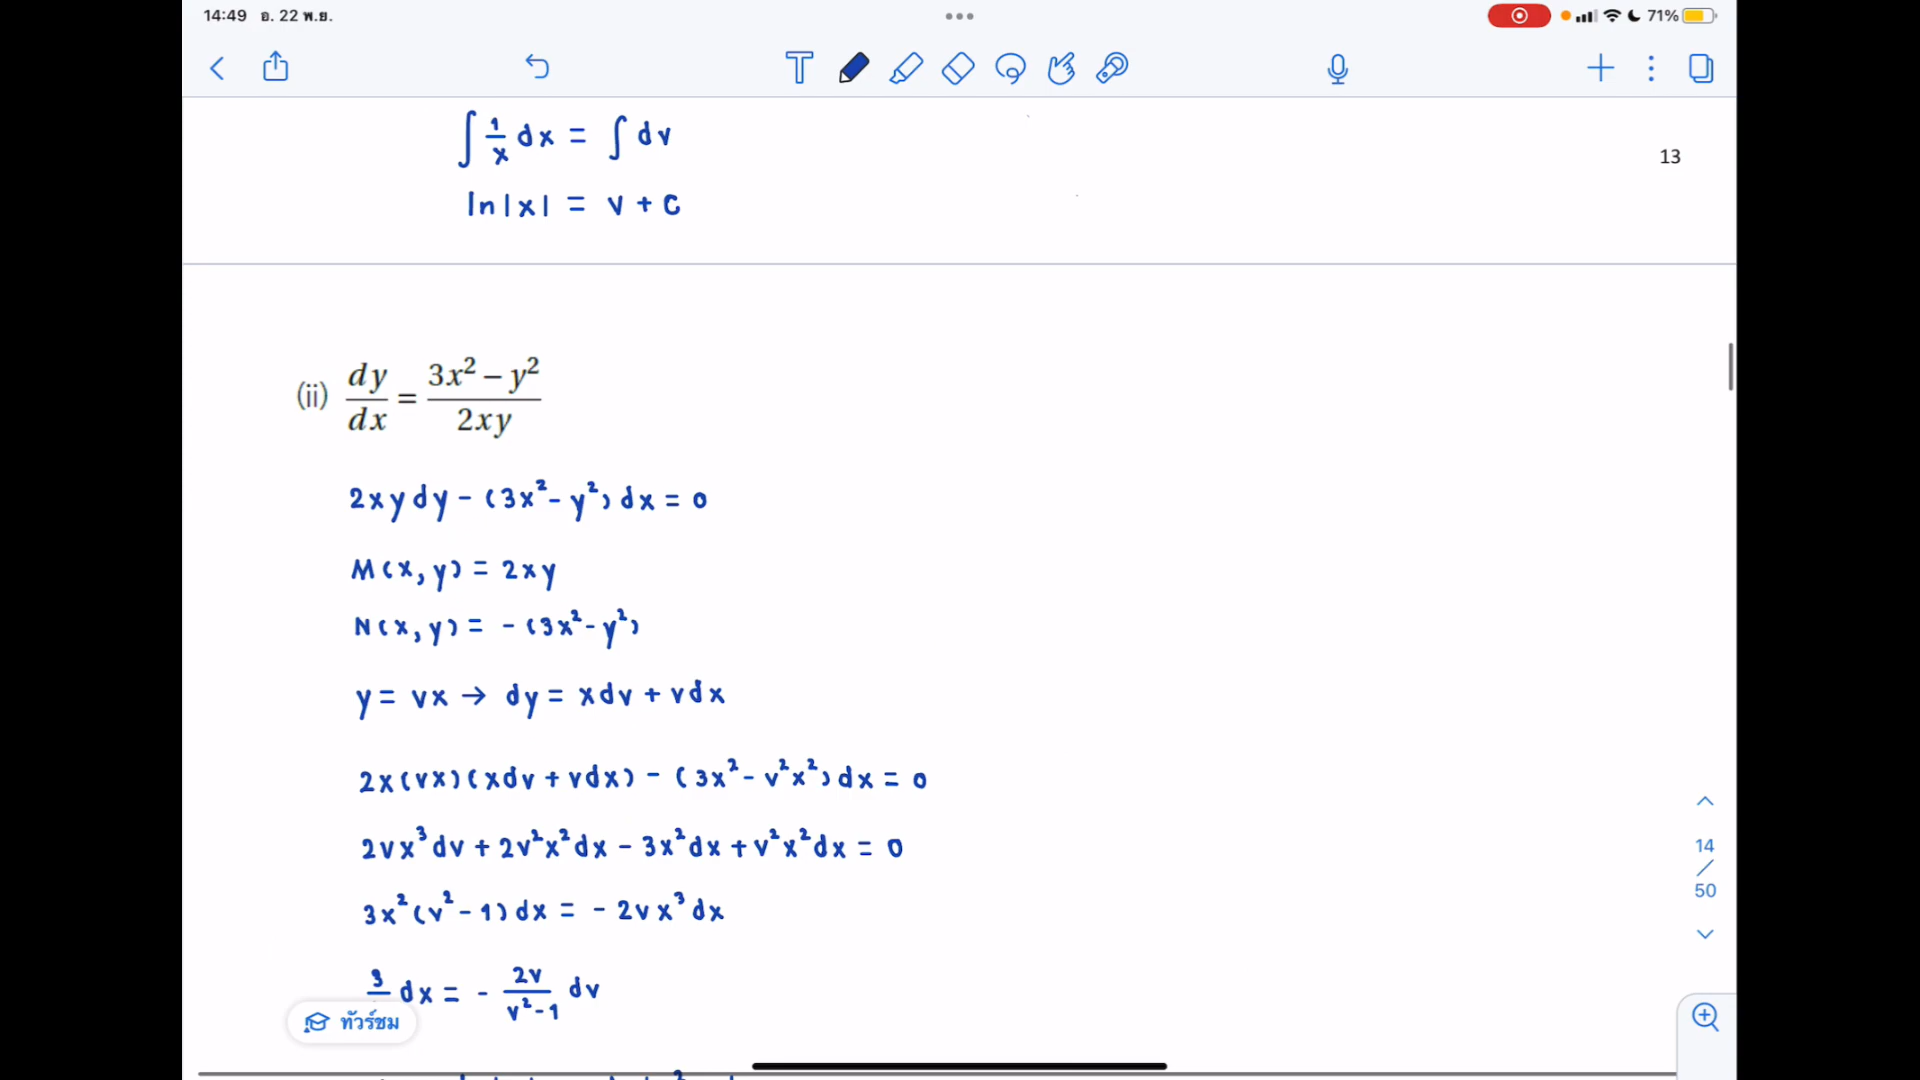 14:49 อ. 22 พ.ย.
71%
∫ 1/x dx = ∫ dv
13
ln|x| = v + c
(ii) dy/dx = (3x² − y²)/(2xy)
2xydy - (3x² - y²)dx = 0
M(x,y) = 2xy
N(x,y) = -(3x² - y²)
y = vx → dy = xdv + vdx
2x(vx)(xdv + vdx) - (3x² - v²x²)dx = 0
2vx³dv + 2v²x²dx - 3x²dx + v²x²dx = 0
14
/
50
3x²(v² - 1)dx = - 2vx³dx
3/ dx = - 2v/(v² - 1) dv
ทัวร์ชม